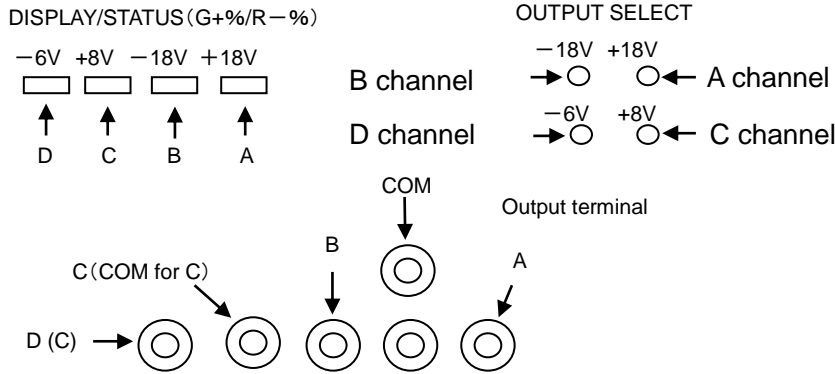 DISPLAY/STATUS(G+%/R-%)
-6V +8V -18V +18V
D C B A
OUTPUT SELECT
-18V +18V
B channel A channel
-6V +8V
D channel C channel
COM
Output terminal
B
A
C(COM for C)
D (C)